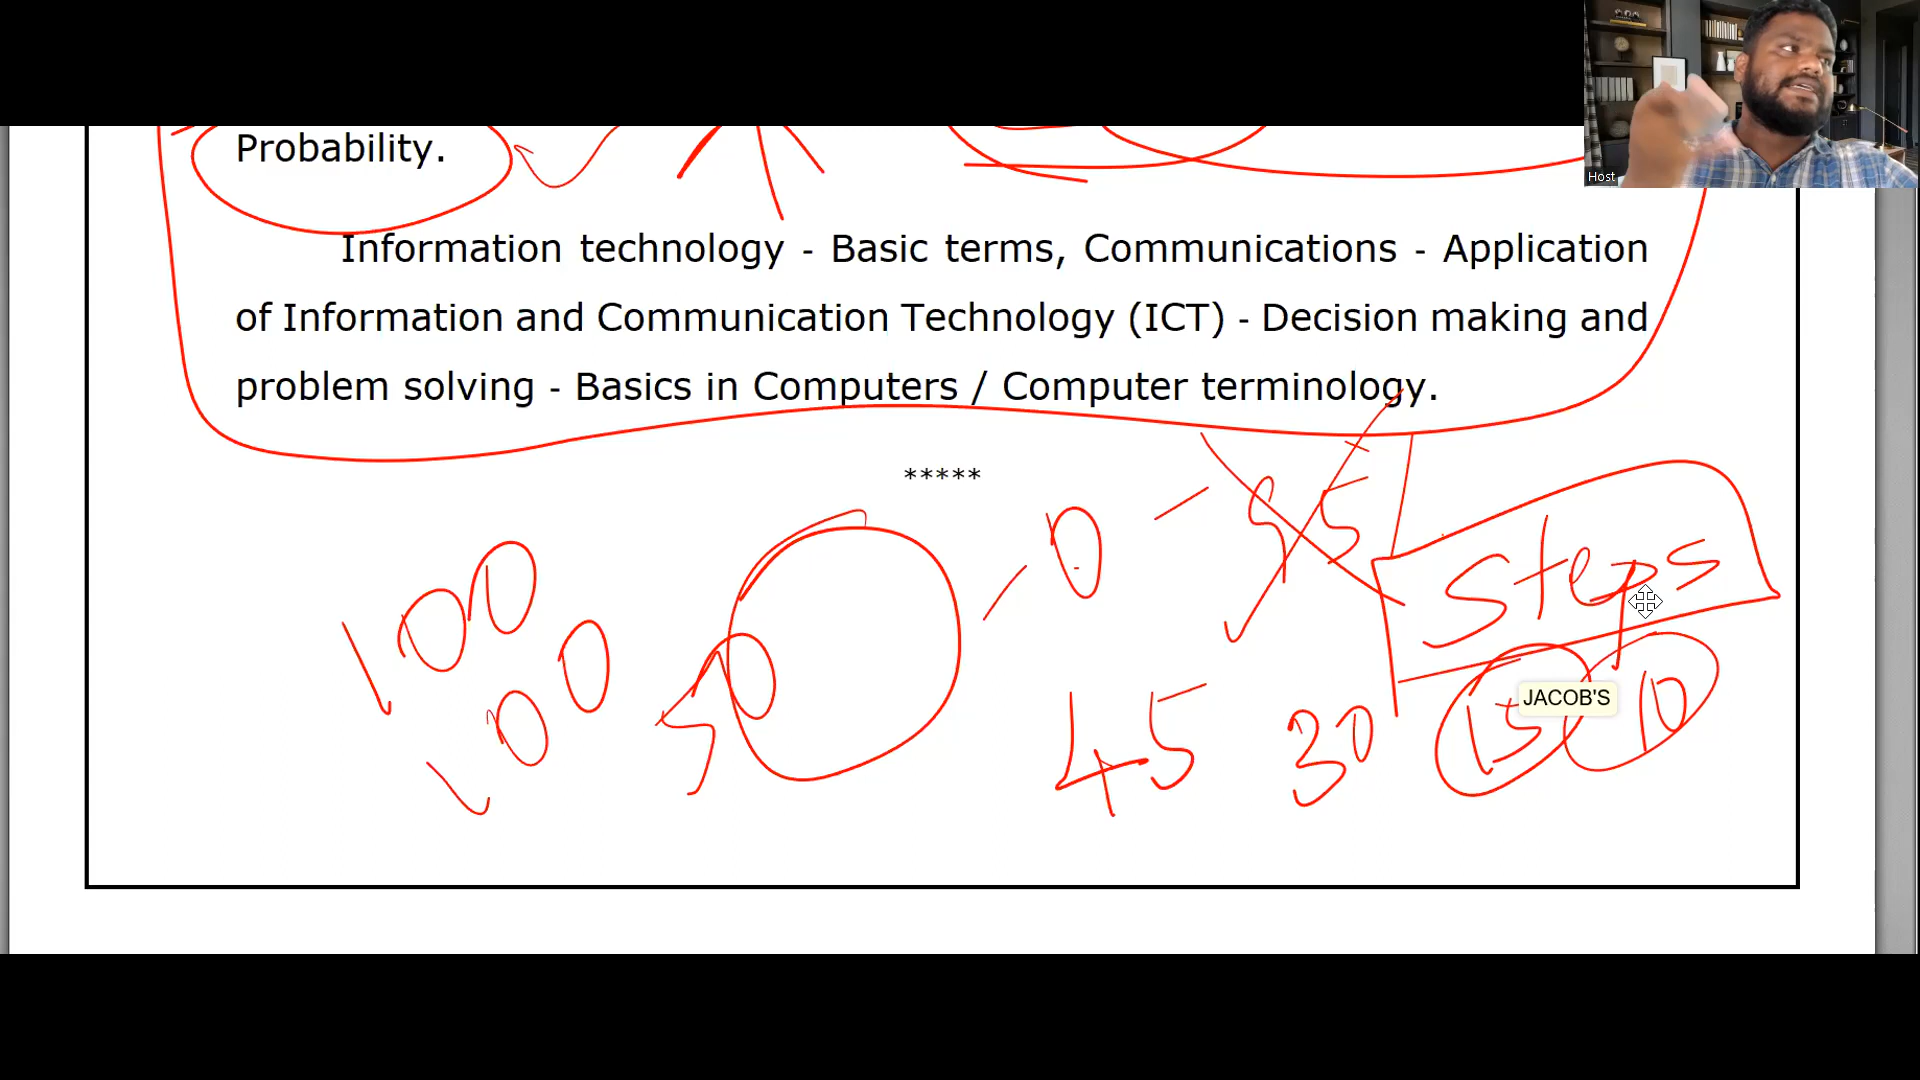 Host
Probability.
Information technology - Basic terms, Communications - Application
of Information and Communication Technology (ICT) - Decision making and
problem solving - Basics in Computers / Computer terminology.
*****
100
0 - 95
Steps
100
50
45 30 15 10
JACOB'S